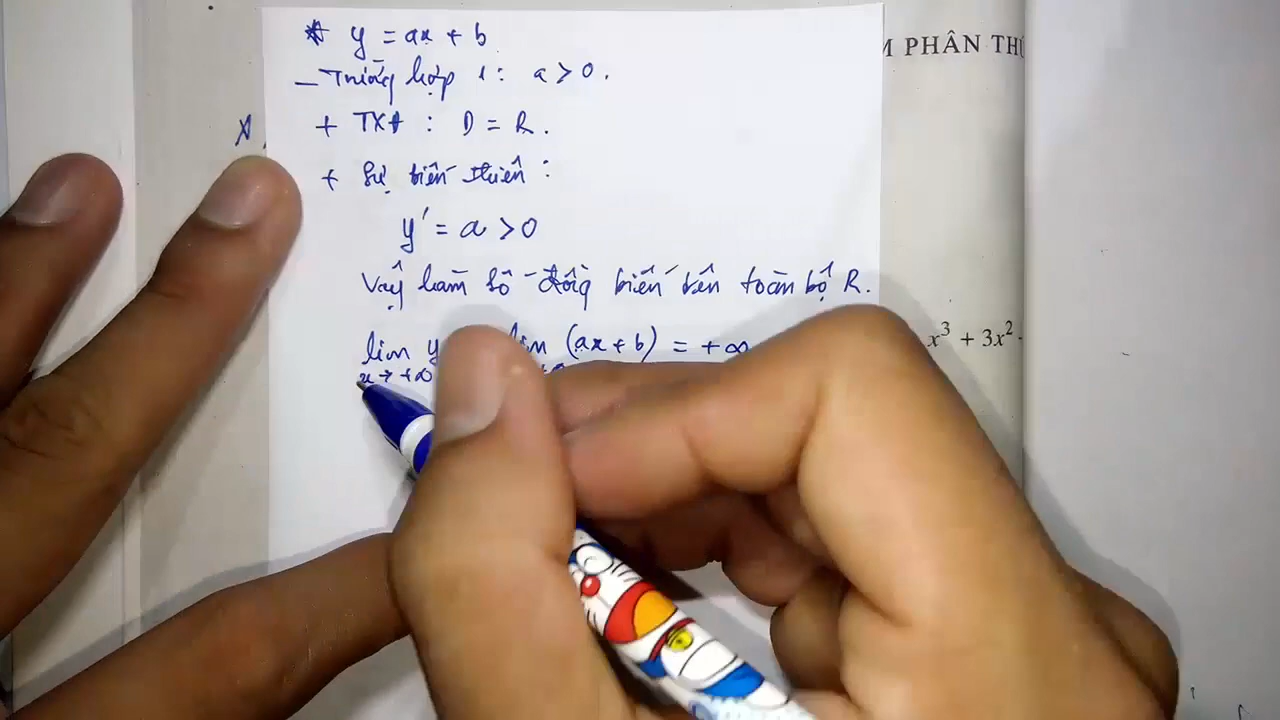 * y = ax + b
M PHÂN THỨ
- Trường hợp 1: a > 0.
+ TXĐ : D = R.
+ Sự biến thiên :
y' = a > 0
Vậy hàm số đồng biến trên toàn bộ R.
x³ + 3x² -
lim y lim (ax + b) = +∞
x → +∞